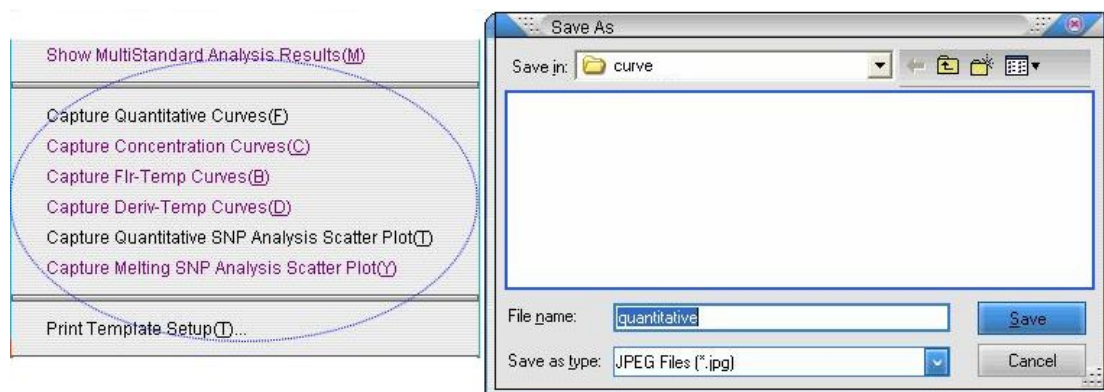 Show MultiStandard Analysis Results(M)
Capture Quantitative Curves(F)
Capture Concentration Curves(C)
Capture Flr-Temp Curves(B)
Capture Deriv-Temp Curves(D)
Capture Quantitative SNP Analysis Scatter Plot(T)
Capture Melting SNP Analysis Scatter Plot(Y)
Print Template Setup(T)...
Save As
Save in: curve
File name: quantitative Save
Save as type: JPEG Files (*.jpg) Cancel